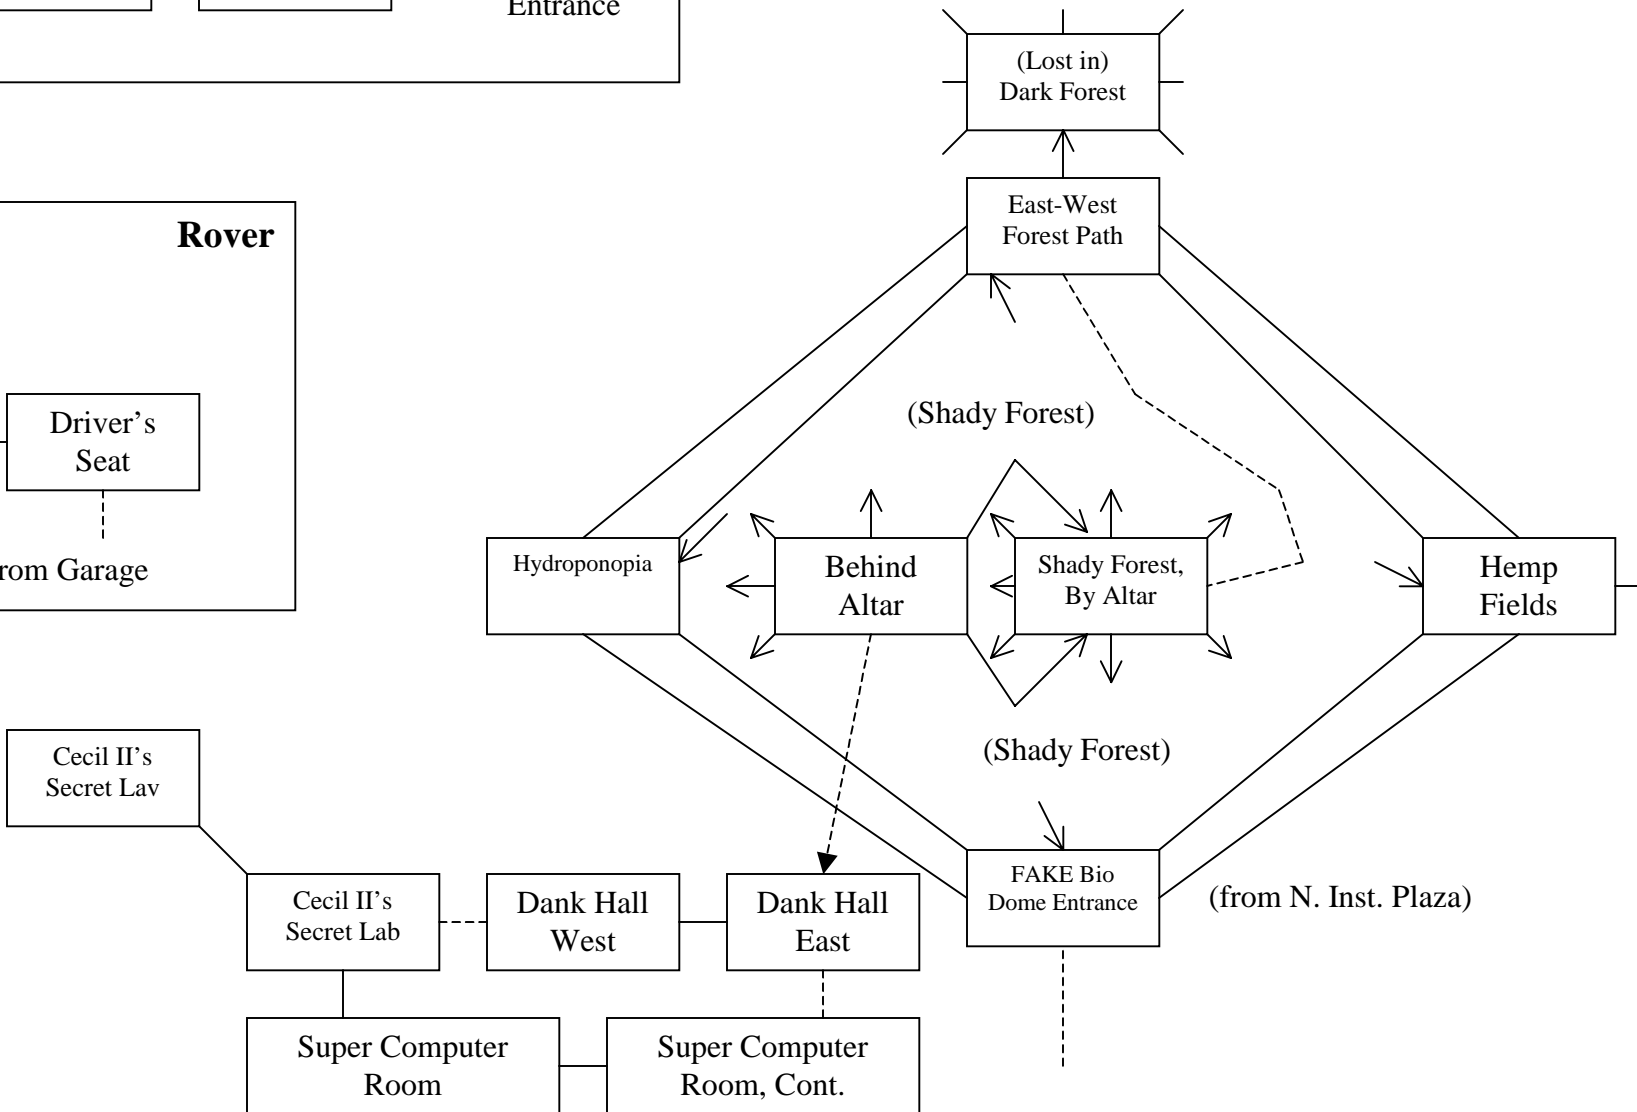 Entrance
(Lost in)
Dark Forest
East-West
Forest Path
Rover
(Shady Forest)
Driver’s
Seat
rom Garage
Hydroponopia
Behind
Altar
Shady Forest,
By Altar
Hemp
Fields
(Shady Forest)
Cecil II’s
Secret Lav
FAKE Bio
Dome Entrance
(from N. Inst. Plaza)
Cecil II’s
Secret Lab
Dank Hall
West
Dank Hall
East
Super Computer
Room
Super Computer
Room, Cont.